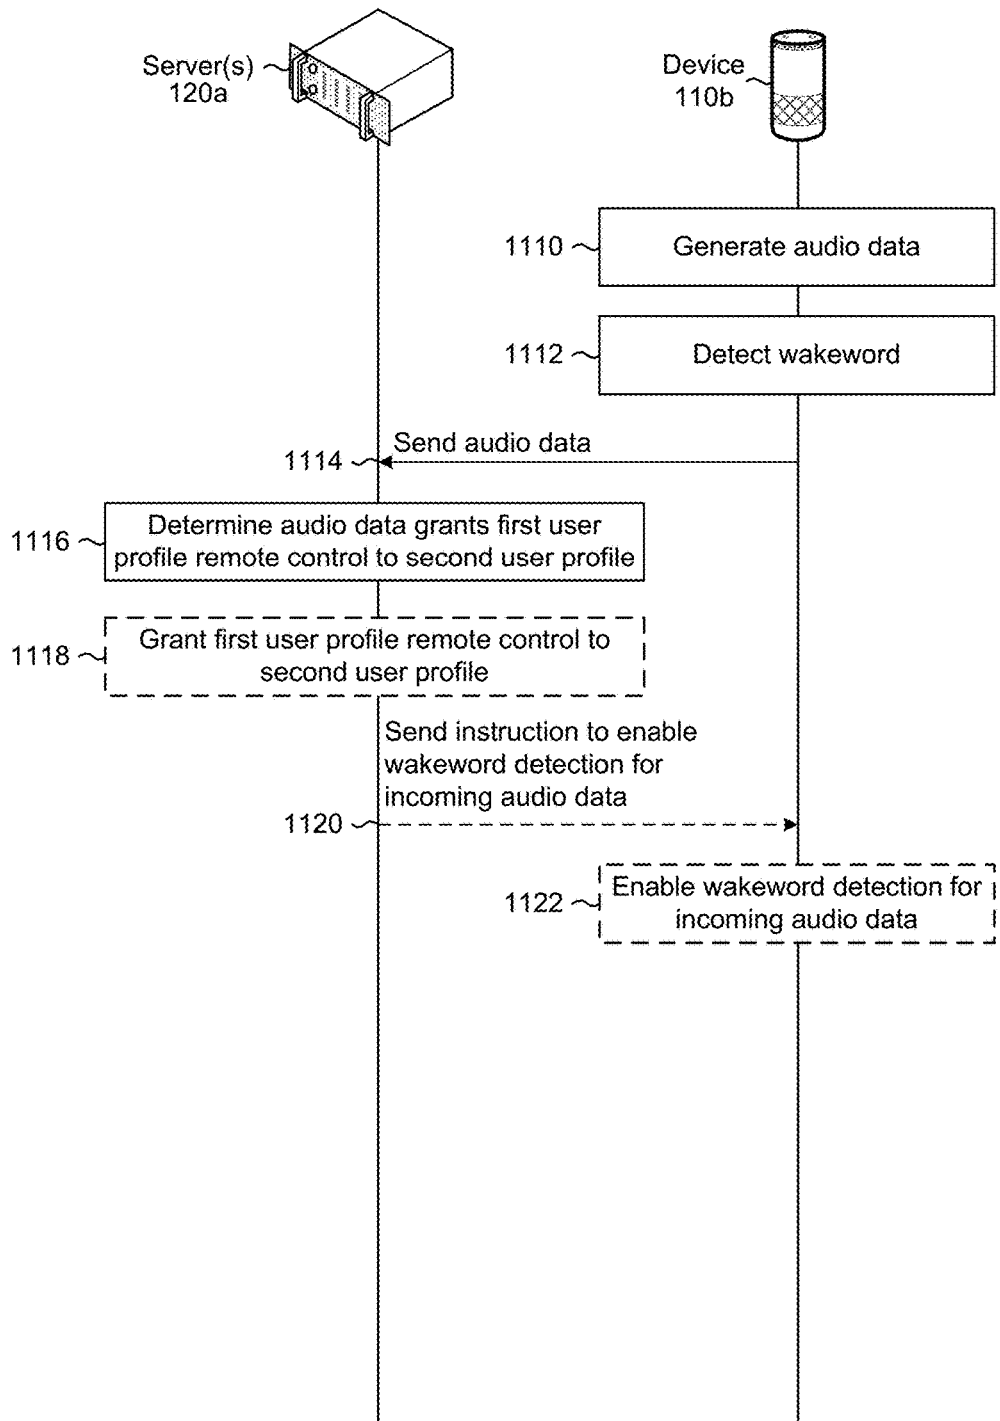 Server(s)
120a
Device
110b
1110
Generate audio data
1112
Detect wakeword
Send audio data
1114
1116
Determine audio data grants first user
profile remote control to second user profile
1118
Grant first user profile remote control to
second user profile
Send instruction to enable
wakeword detection for
incoming audio data
1120
1122
Enable wakeword detection for
incoming audio data